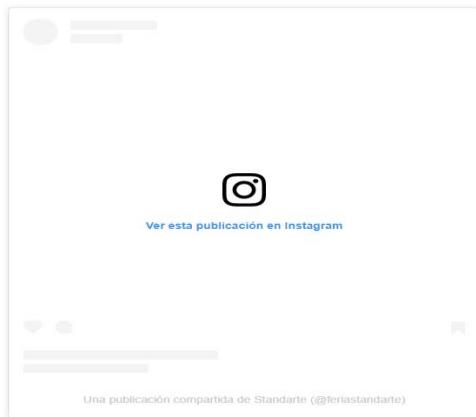 Ver esta publicación en Instagram
Una publicación compartida de Standarte (@feriastandarte)